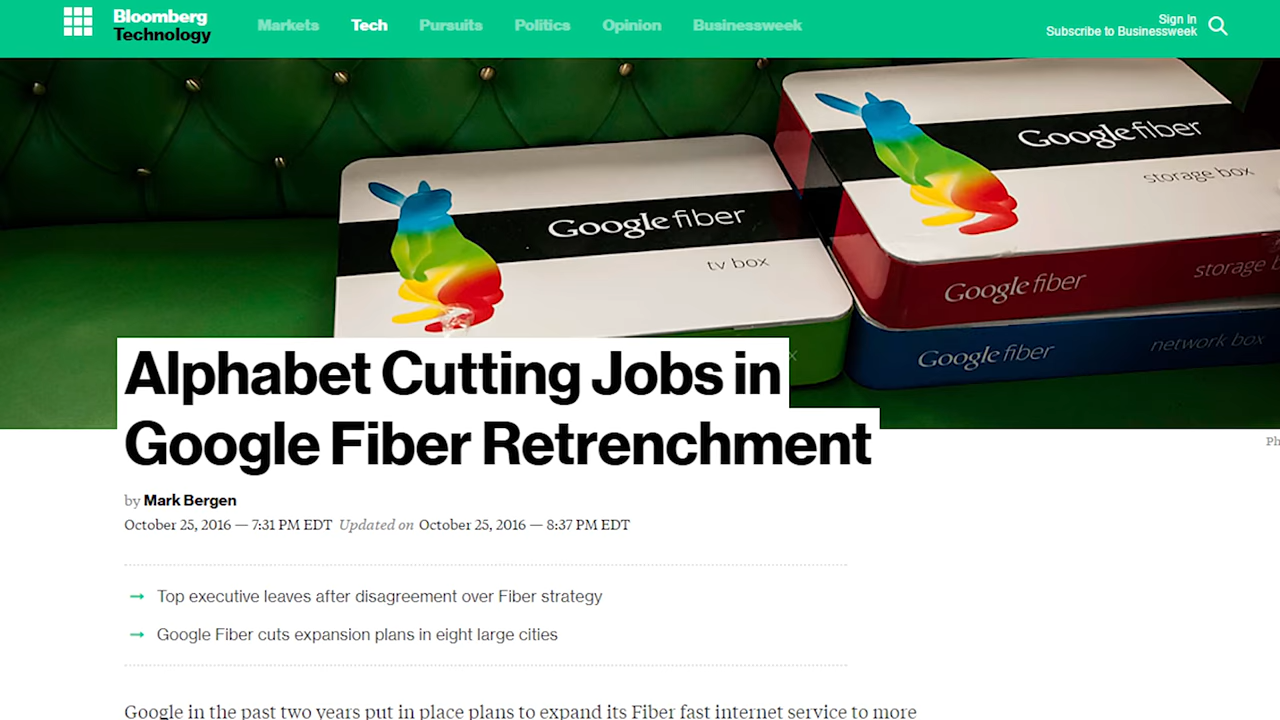 Bloomberg
Technology
Markets Tech Pursuits Politics Opinion Businessweek
Sign In
Subscribe to Businessweek
Google fiber
storage box
Google fiber
tv box
Google fiber
storage b
Google fiber
network box
x
Alphabet Cutting Jobs in
Google Fiber Retrenchment
Ph
by Mark Bergen
October 25, 2016 — 7:31 PM EDT Updated on October 25, 2016 — 8:37 PM EDT
→ Top executive leaves after disagreement over Fiber strategy
→ Google Fiber cuts expansion plans in eight large cities
Google in the past two years put in place plans to expand its Fiber fast internet service to more